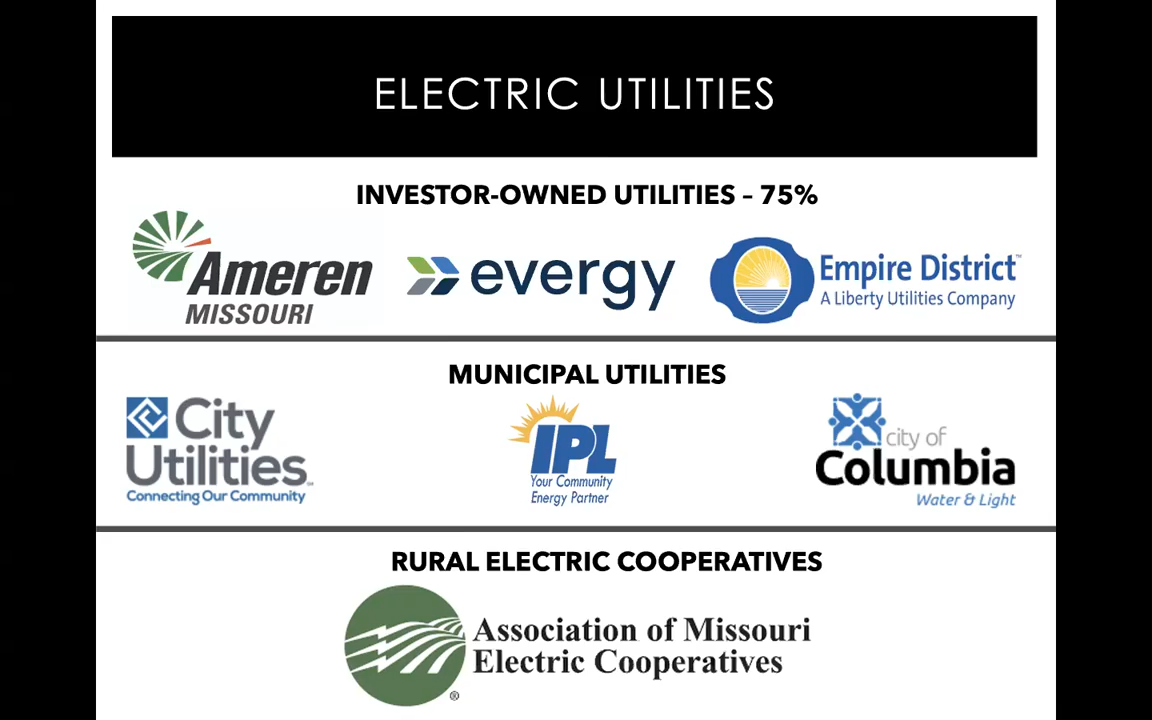 ELECTRIC UTILITIES
INVESTOR-OWNED UTILITIES – 75%
Ameren
MISSOURI
evergy
Empire District™
A Liberty Utilities Company
MUNICIPAL UTILITIES
City
Utilities
Connecting Our Community
IPL
Your Community
Energy Partner
city of
Columbia
Water & Light
RURAL ELECTRIC COOPERATIVES
Association of Missouri
Electric Cooperatives
®